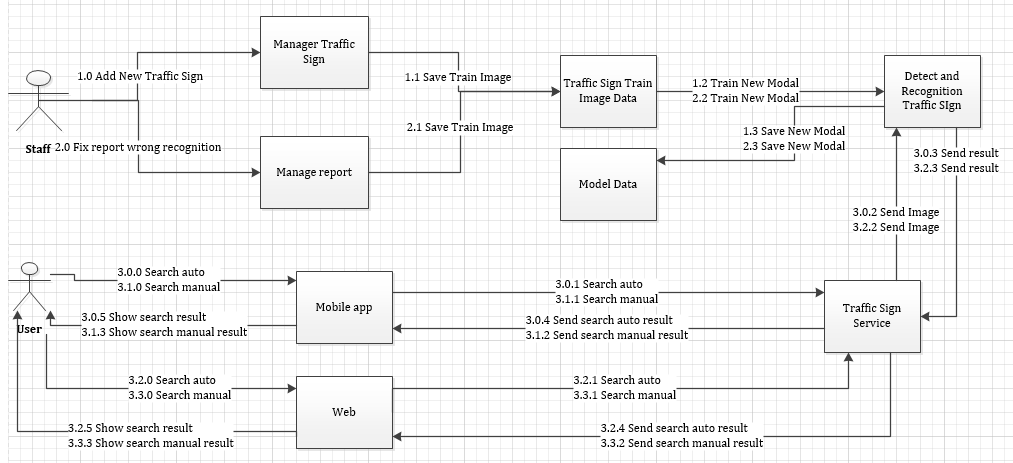 Manager Traffic
Sign
1.0 Add New Traffic Sign
1.1 Save Train Image
Traffic Sign Train
Image Data
1.2 Train New Modal
2.2 Train New Modal
Detect and
Recognition
Traffic SIgn
Staff
2.0 Fix report wrong recognition
2.1 Save Train Image
Manage report
1.3 Save New Modal
2.3 Save New Modal
Model Data
3.0.3 Send result
3.2.3 Send result
3.0.2 Send Image
3.2.2 Send Image
3.0.0 Search auto
3.1.0 Search manual
Mobile app
3.0.1 Search auto
3.1.1 Search manual
Traffic Sign
Service
User
3.0.5 Show search result
3.1.3 Show search manual result
3.0.4 Send search auto result
3.1.2 Send search manual result
3.2.0 Search auto
3.3.0 Search manual
Web
3.2.1 Search auto
3.3.1 Search manual
3.2.5 Show search result
3.3.3 Show search manual result
3.2.4 Send search auto result
3.3.2 Send search manual result